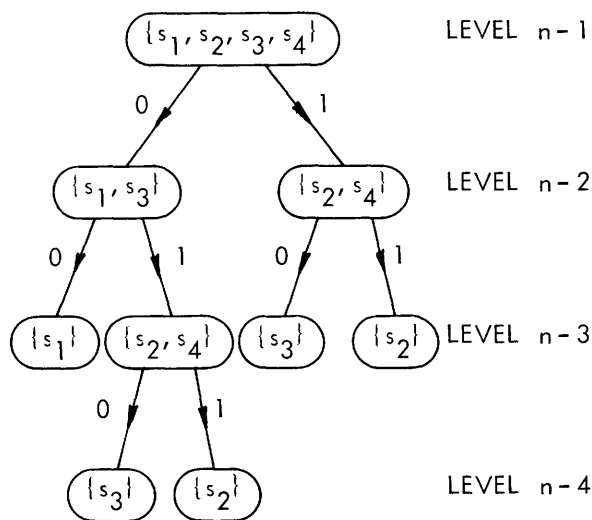 {s1, s2, s3, s4} LEVEL n-1
0 1
{s1, s3} {s2, s4} LEVEL n-2
0 1 0 1
{s1} {s2, s4} {s3} {s2} LEVEL n-3
0 1
{s3} {s2} LEVEL n-4